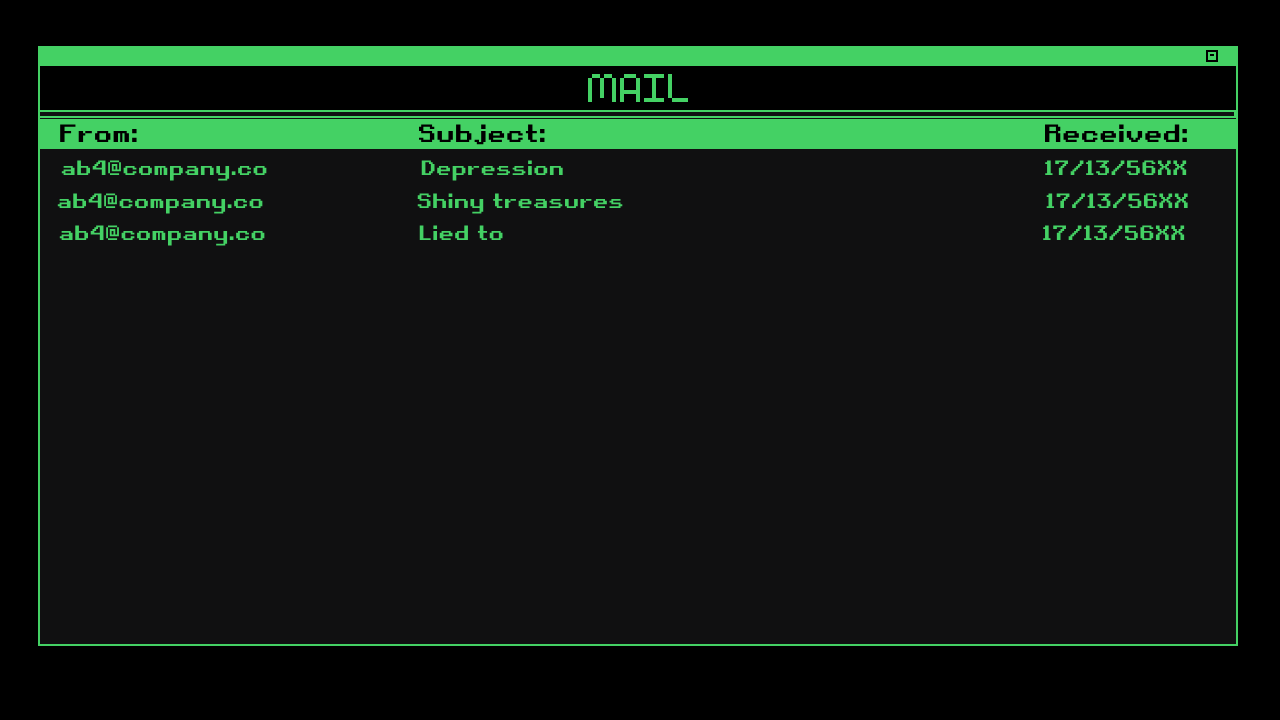 MAIL
From: Subject: Received:
ab4@company.co Depression 17/13/56XX
ab4@company.co Shiny treasures 17/13/56XX
ab4@company.co Lied to 17/13/56XX